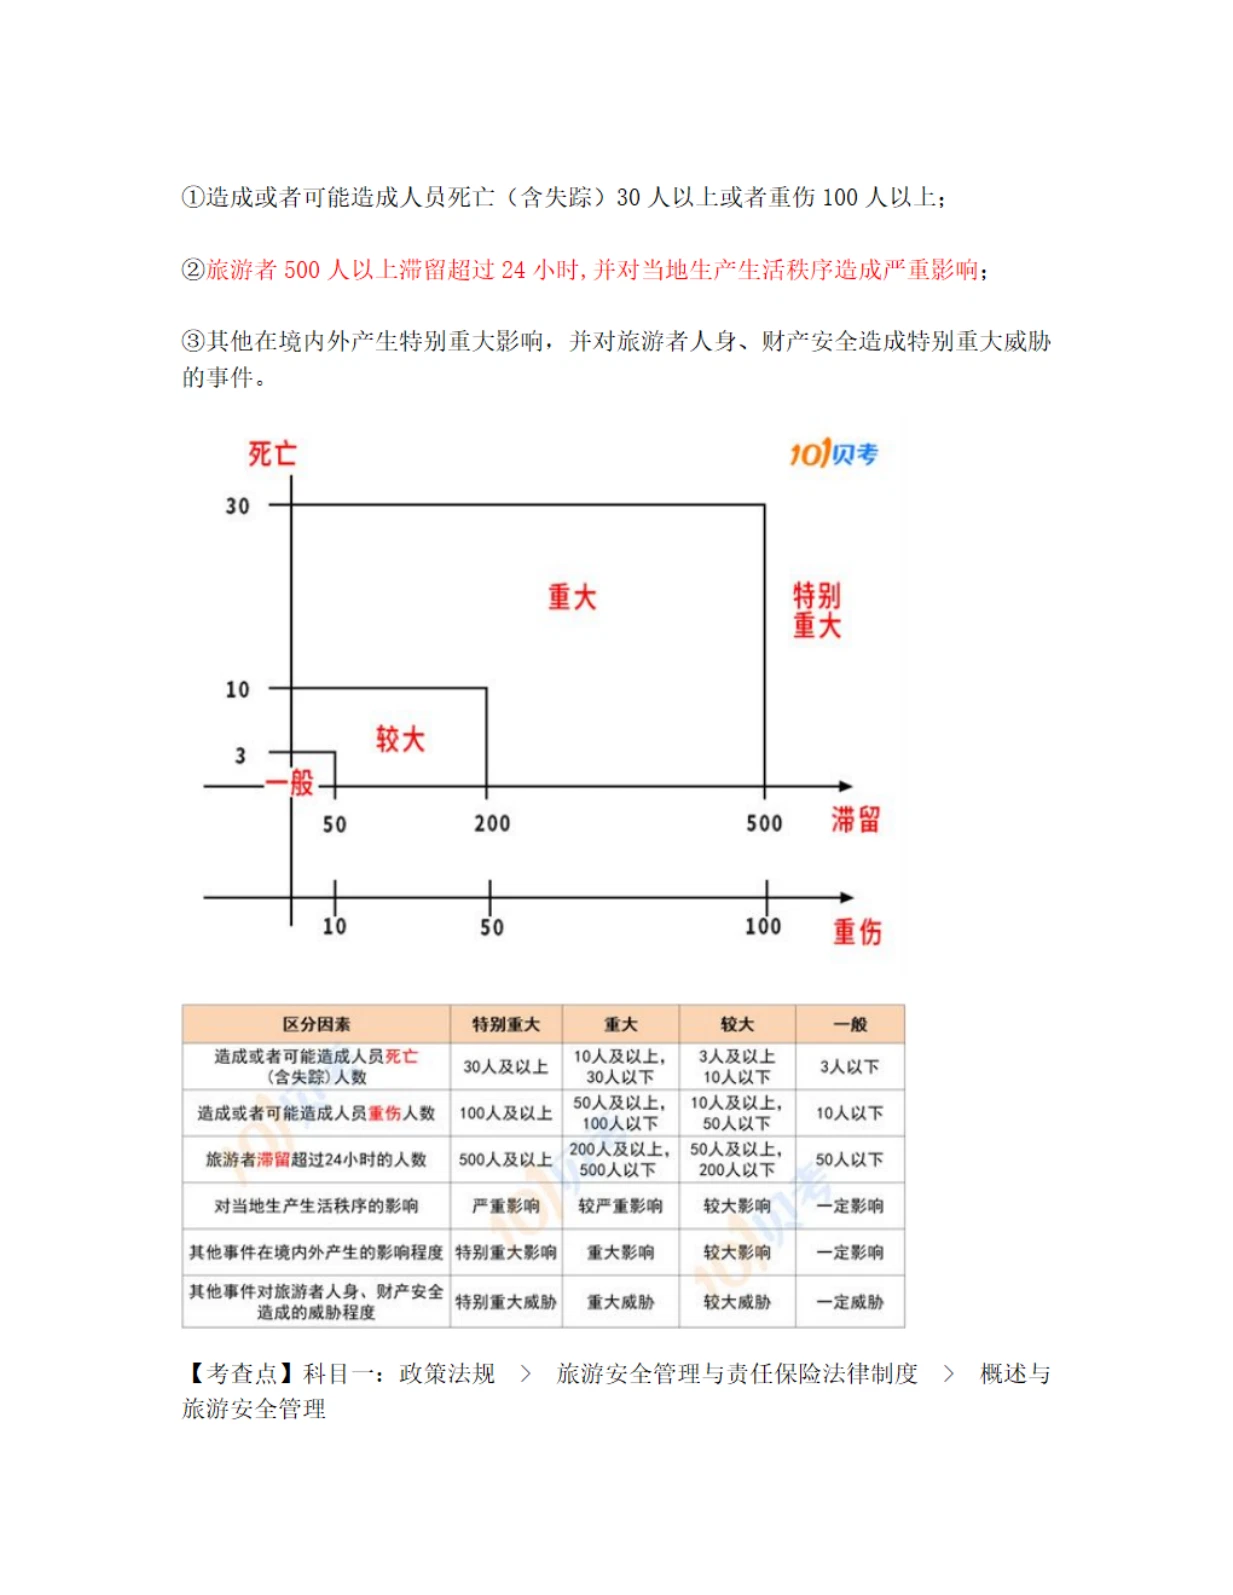 ①造成或者可能造成人员死亡（含失踪）30 人以上或者重伤 100 人以上；
②旅游者 500 人以上滞留超过 24 小时，并对当地生产生活秩序造成严重影响；
③其他在境内外产生特别重大影响，并对旅游者人身、财产安全造成特别重大威胁
的事件。
死亡
101贝考
30
重大
特别
重大
10
较大
3
一般
50
200
500
滞留
10
50
100
重伤
区分因素 特别重大 重大 较大 一般
造成或者可能造成人员死亡
(含失踪)人数
30人及以上
10人及以上，
30人以下
3人及以上
10人以下
3人以下
造成或者可能造成人员重伤人数
100人及以上
50人及以上，
100人以下
10人及以上，
50人以下
10人以下
旅游者滞留超过24小时的人数
500人及以上
200人及以上，
500人以下
50人及以上，
200人以下
50人以下
对当地生产生活秩序的影响 严重影响 较严重影响 较大影响 一定影响
其他事件在境内外产生的影响程度 特别重大影响 重大影响 较大影响 一定影响
其他事件对旅游者人身、财产安全
造成的威胁程度
特别重大威胁 重大威胁 较大威胁 一定威胁
101贝考
101贝考
101贝考
【考查点】科目一：政策法规 > 旅游安全管理与责任保险法律制度 > 概述与
旅游安全管理